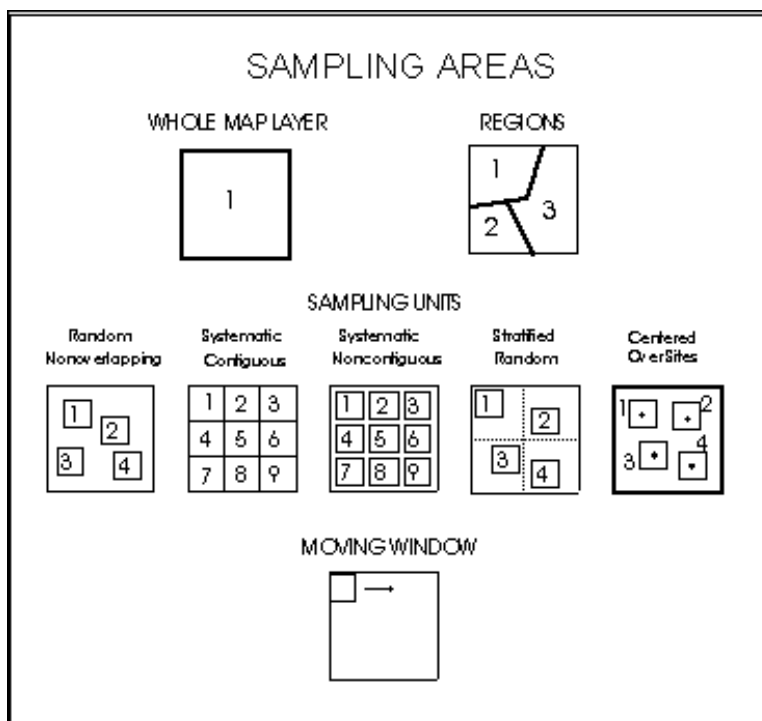 SAMPLING AREAS
WHOLE MAP LAYER
REGIONS
1
1
2
3
SAMPLING UNITS
Random
Nonoverlapping
Systematic
Contiguous
Systematic
Noncontiguous
Stratified
Random
Centered
OverSites
1
2
3
4
1 2 3
4 5 6
7 8 9
1 2 3
4 5 6
7 8 9
1
2
3
4
1
2
3
4
MOVING WINDOW